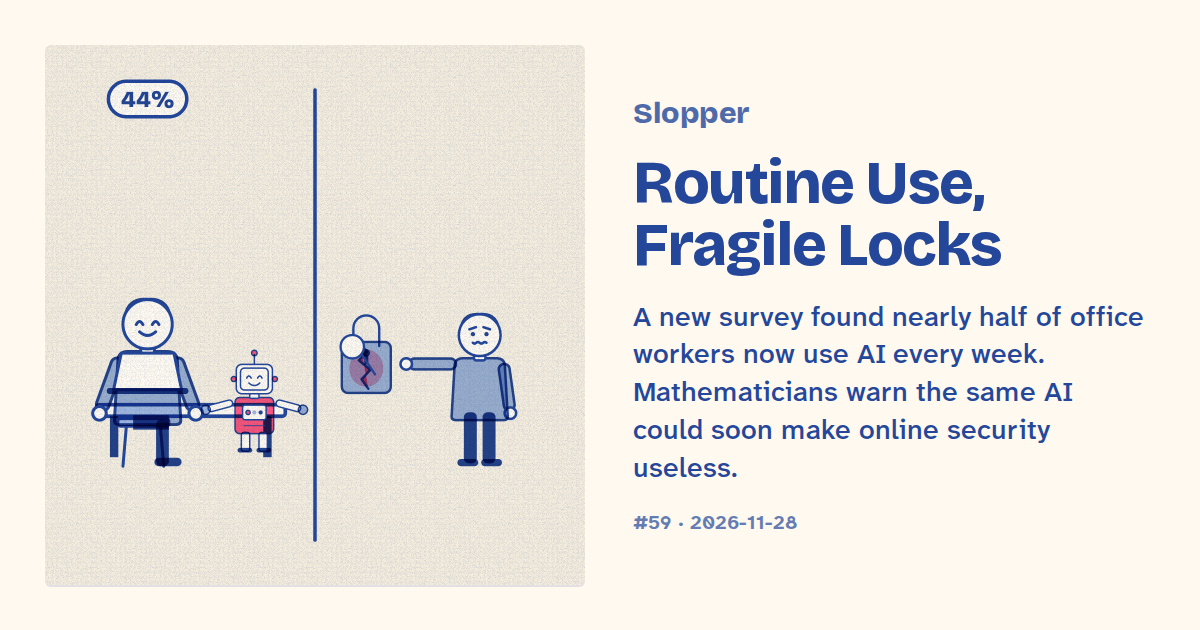 44%
Slopper
Routine Use,
Fragile Locks
A new survey found nearly half of office
workers now use AI every week.
Mathematicians warn the same AI
could soon make online security
useless.
#59 · 2026-11-28